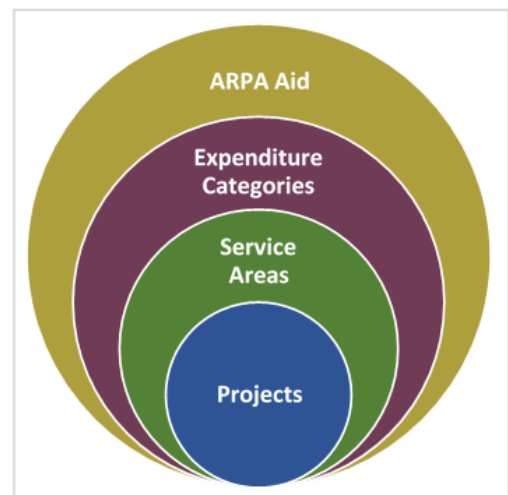 ARPA Aid
Expenditure
Categories
Service
Areas
Projects